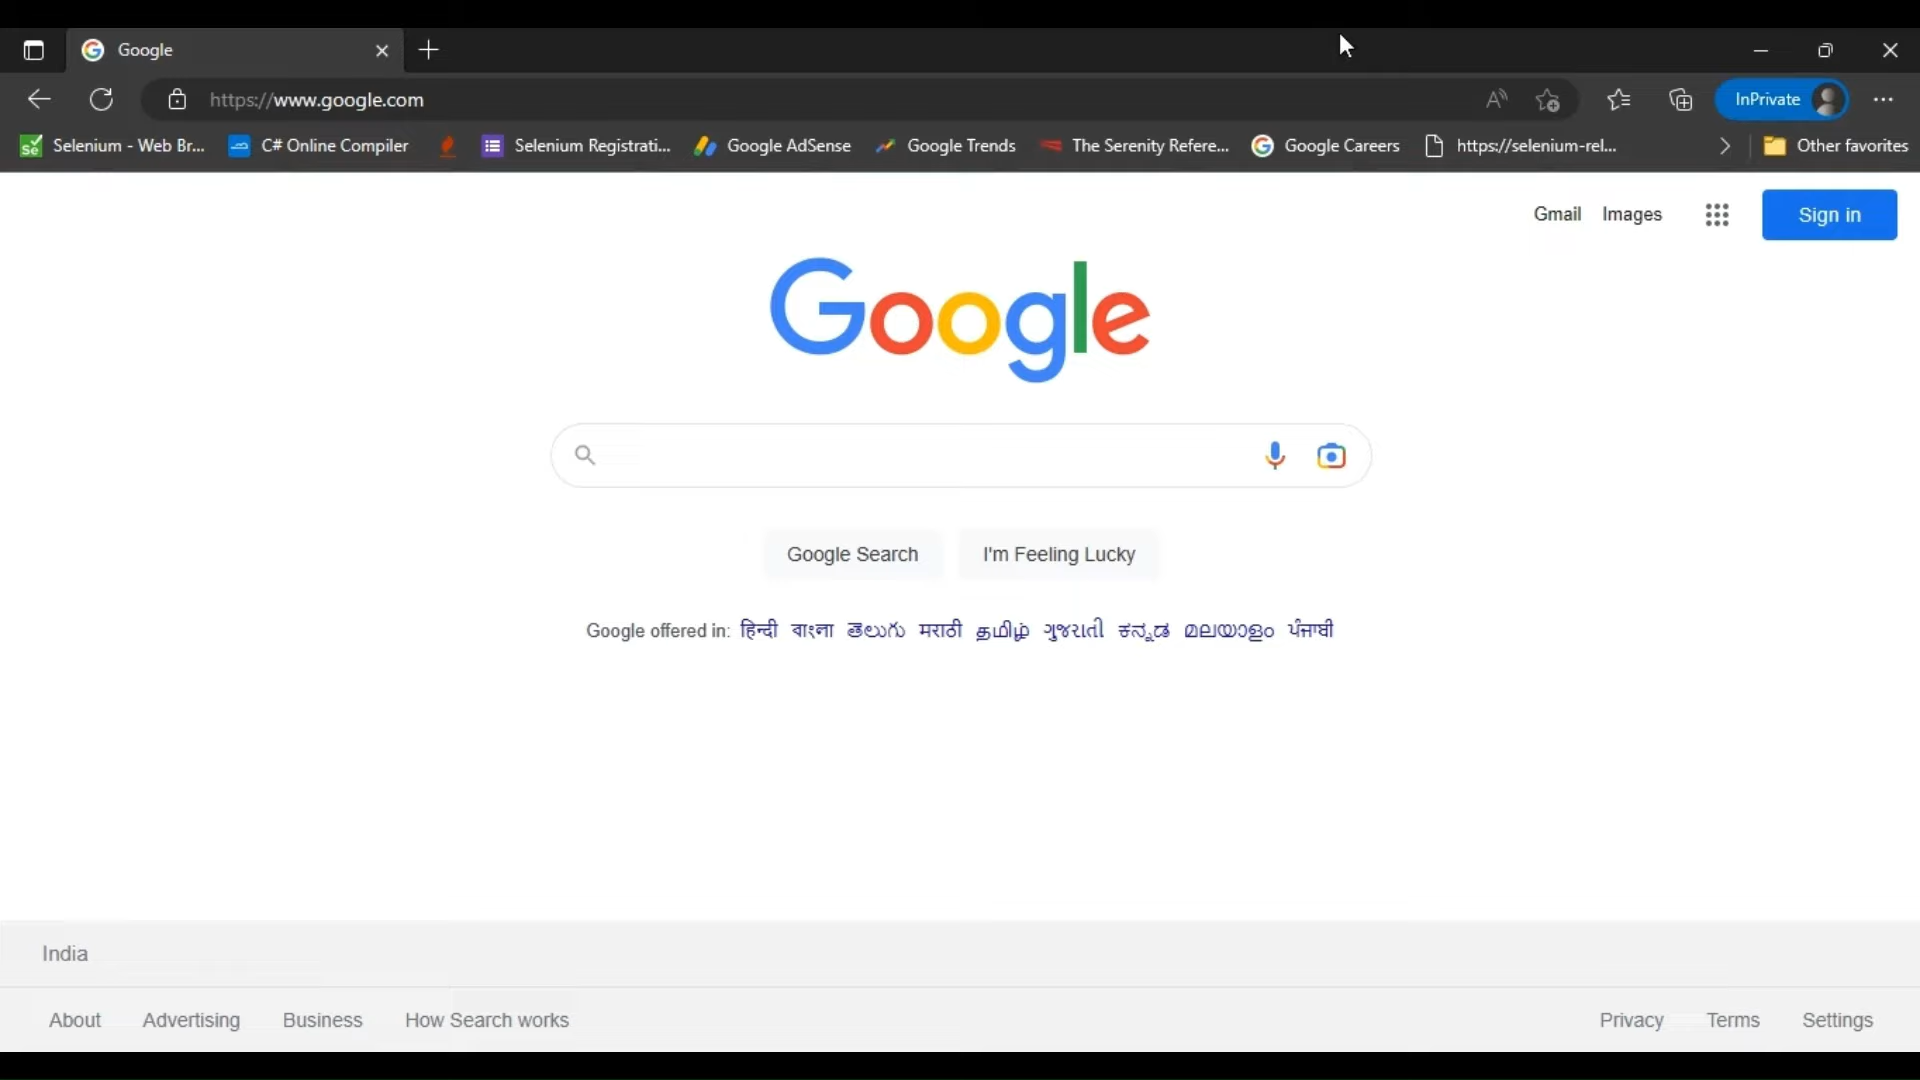 Google
https://www.google.com
InPrivate
Selenium - Web Br... C# Online Compiler Selenium Registrati... Google AdSense Google Trends The Serenity Refere... Google Careers https://selenium-rel... Other favorites
Gmail Images Sign in
Google
Google Search I'm Feeling Lucky
Google offered in: हिन्दी বাংলা తెలుగు मराठी தமிழ் ગુજરાતી ಕನ್ನಡ മലയാളം ਪੰਜਾਬੀ
India
About Advertising Business How Search works Privacy Terms Settings